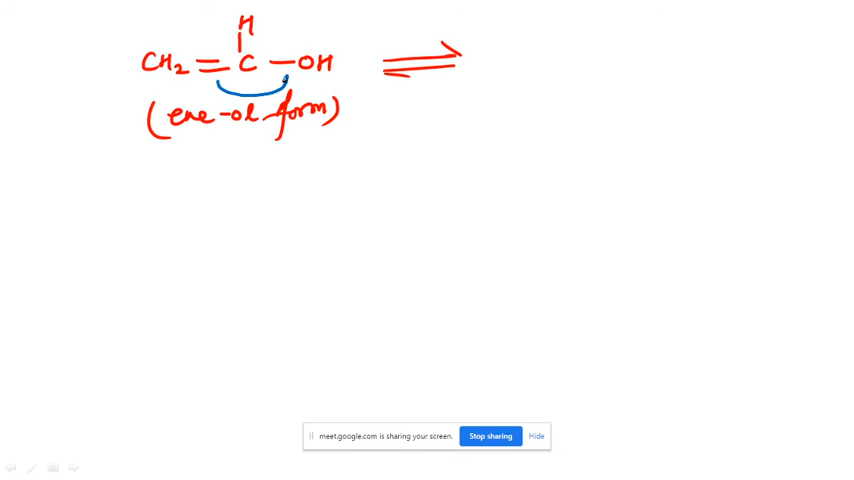 H
CH2 = C - OH ⇌
(ene-ol form)
meet.google.com is sharing your screen. Stop sharing Hide